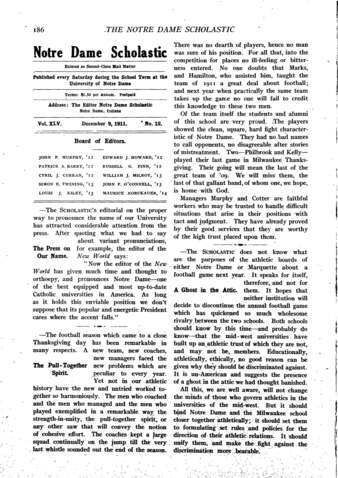 186
THE NOTRE DAME SCHOLASTIC
Notre Dame Scholastic
Entered as Second-Class Mail Matter
Published every Saturday during the School Term at the
University of Notre Dame
Terms: $1.50 per Annum. Postpaid
Address: The Editor Notre Dame Scholastic
Notre Dame, Indiana
Vol. XLV. December 9, 1911. No. 12.
Board of Editors.
JOHN P. MURPHY, '12 EDWARD J. HOWARD, '12
PATRICK A. BARRY, '12 RUSSELL G. FINN, '12
CYRIL J. CURRAN, '12 WILLIAM J. MILROY, '13
SIMON E. TWINING, '13 JOHN F. O'CONNELL, '13
LOUIS J. KILEY, '13 MAURICE NORCKAUER, '14
—The SCHOLASTIC'S editorial on the proper
way to pronounce the name of our University
has attracted considerable attention from the
press. After quoting what we had to say
about variant pronunciations,
The Press on for example, the editor of the
Our Name. New World says:
"Now the editor of the New
World has given much time and thought to
orthoepy, and pronounces Notre Dame—one
of the best equipped and most up-to-date
Catholic universities in America. As long
as it holds this enviable position we don't
suppose that its popular and energetic President
cares where the accent falls."
—The football season which came to a close
Thanksgiving day has been remarkable in
many respects. A new team, new coaches,
new managers faced the
The Pull-Together new problems which are
Spirit. peculiar to every year.
Yet not in our athletic
history have the new and untried worked to-
gether so harmoniously. The men who coached
and the men who managed and the men who
played exemplified in a remarkable way the
strength-in-unity, the pull-together spirit, or
any other saw that will convey the notion
of cohesive effort. The coaches kept a large
squad continually on the jump till the very
last whistle sounded out the end of the season.
There was no dearth of players, hence no man
was sure of his position. For all that, into the
competition for places no ill-feeling or bitter-
ness entered. No one doubts that Marks,
and Hamilton, who assisted him, taught the
team of 1911 a great deal about football;
and next year when practically the same team
takes up the game no one will fail to credit
this knowledge to these two men.
Of the team itself the students and alumni
of this school are very proud. The players
showed the clean, square, hard fight character-
istic of Notre Dame. They had no bad names
to call opponents, no disagreeable after stories
of mistreatment. Two—Philbrook and Kelly—
played their last game in Milwaukee Thanks-
giving. Their going will mean the last of the
great team of '09. We will miss them, the
last of that gallant band, of whom one, we hope,
is home with God.
Managers Murphy and Cotter are faithful
workers who may be trusted to handle difficult
situations that arise in their positions with
tact and judgment. They have already proved
by their good services that they are worthy
of the high trust placed upon them.
—The SCHOLASTIC does not know what
are the purposes of the athletic boards of
either Notre Dame or Marquette about a
football game next year. It speaks for itself,
therefore, and not for
A Ghost in the Attic. them. It hopes that
neither institution will
decide to discontinue the annual football game
which has quickened so much wholesome
rivalry between the two schools. Both schools
should know by this time—and probably do
know—that the mid-west universities have
built up an athletic trust of which they are not,
and may not be, members. Educationally,
athletically, ethically, no good reason can be
given why they should be discriminated against.
It is un-American and suggests the presence
of a ghost in the attic we had thought banished.
All this, we are well aware, will not change
the minds of those who govern athletics in the
universities of the mid-west. But it should
bind Notre Dame and the Milwaukee school
closer together athletically; it should set them
to formulating set rules and policies for the
direction of their athletic relations. It should
unify them, and make the fight against the
discrimination more bearable.